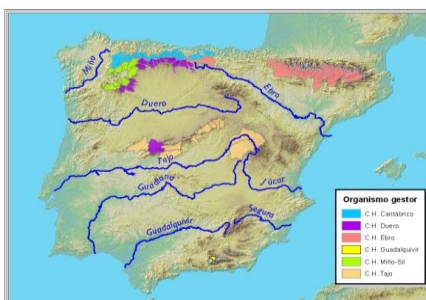 Miño
Ebro
Duero
Tajo
Guadiana
Júcar
Segura
Guadalquivir
Organismo gestor
C.H. Cantábrico
C.H. Duero
C.H. Ebro
C.H. Guadalquivir
C.H. Miño-Sil
C.H. Tajo